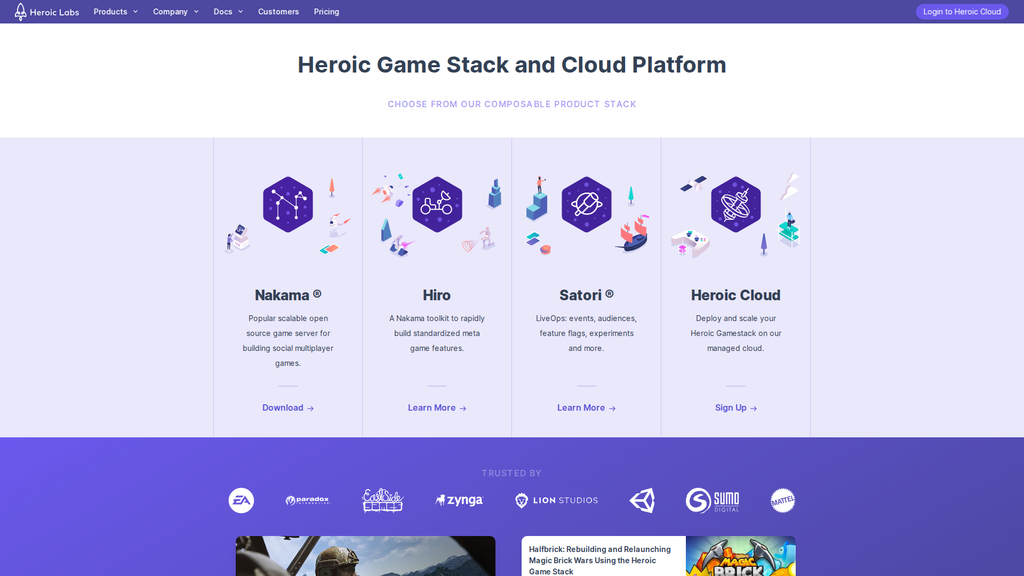 Heroic Labs
Products
Company
Docs
Customers
Pricing
Login to Heroic Cloud
Heroic Game Stack and Cloud Platform
CHOOSE FROM OUR COMPOSABLE PRODUCT STACK
Nakama ®
Popular scalable open
source game server for
building social multiplayer
games.
Download →
Hiro
A Nakama toolkit to rapidly
build standardized meta
game features.
Learn More →
Satori ®
LiveOps: events, audiences,
feature flags, experiments
and more.
Learn More →
Heroic Cloud
Deploy and scale your
Heroic Gamestack on our
managed cloud.
Sign Up →
TRUSTED BY
EA
paradox
INTERACTIVE
EastSide
zynga
LION STUDIOS
SUMO
DIGITAL
MATTEL
Halfbrick: Rebuilding and Relaunching
Magic Brick Wars Using the Heroic
Game Stack
MAGIC
BRICK